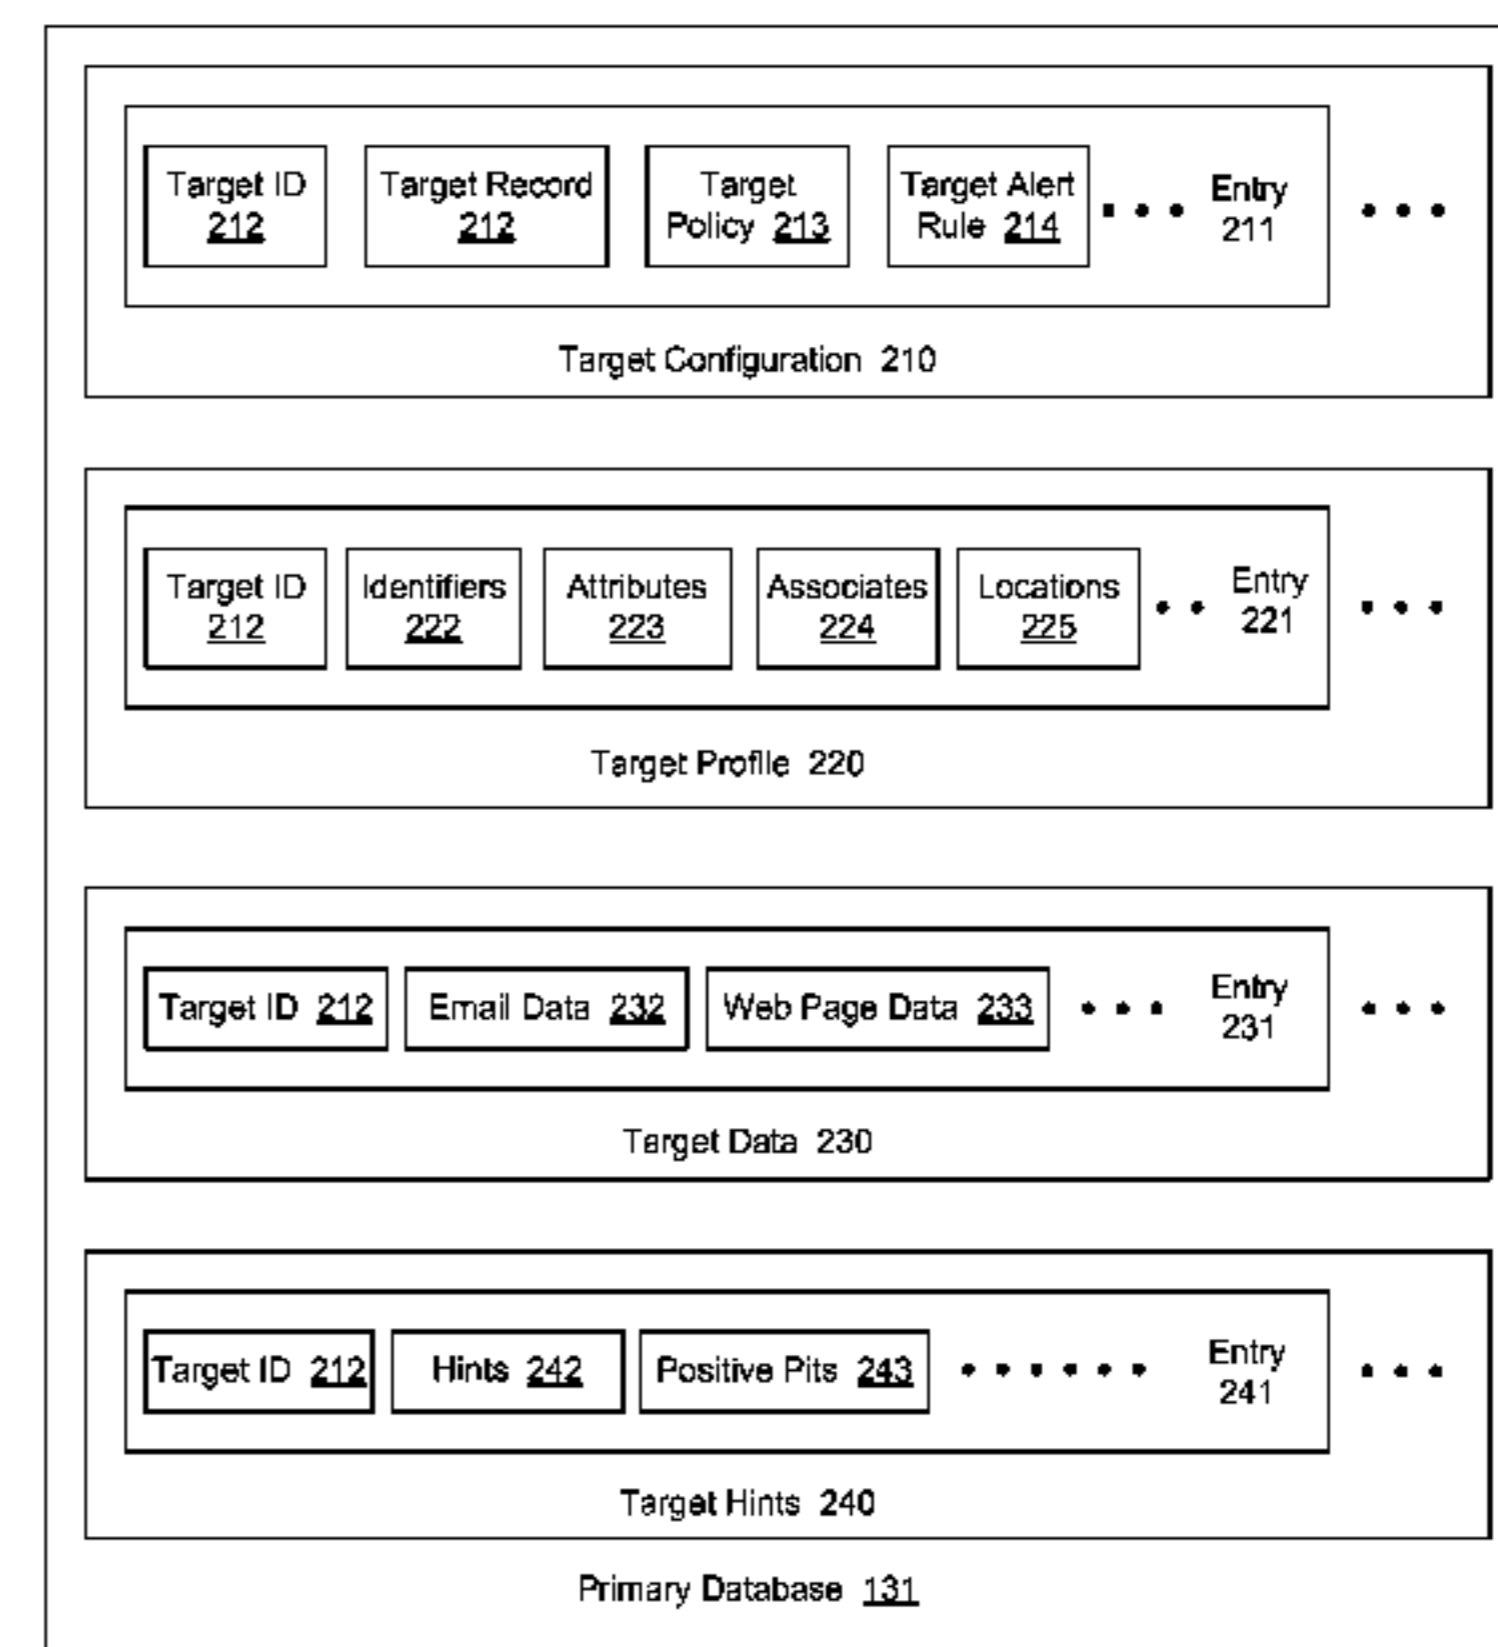 Target ID
212
Target Record
212
Target
Policy 213
Target Alert
Rule 214
Entry
211
Target Configuration 210
Target ID
212
Identifiers
222
Attributes
223
Associates
224
Locations
225
Entry
221
Target Profile 220
Target ID 212
Email Data 232
Web Page Data 233
Entry
231
Target Data 230
Target ID 212
Hints 242
Positive Pits 243
Entry
241
Target Hints 240
Primary Database 131